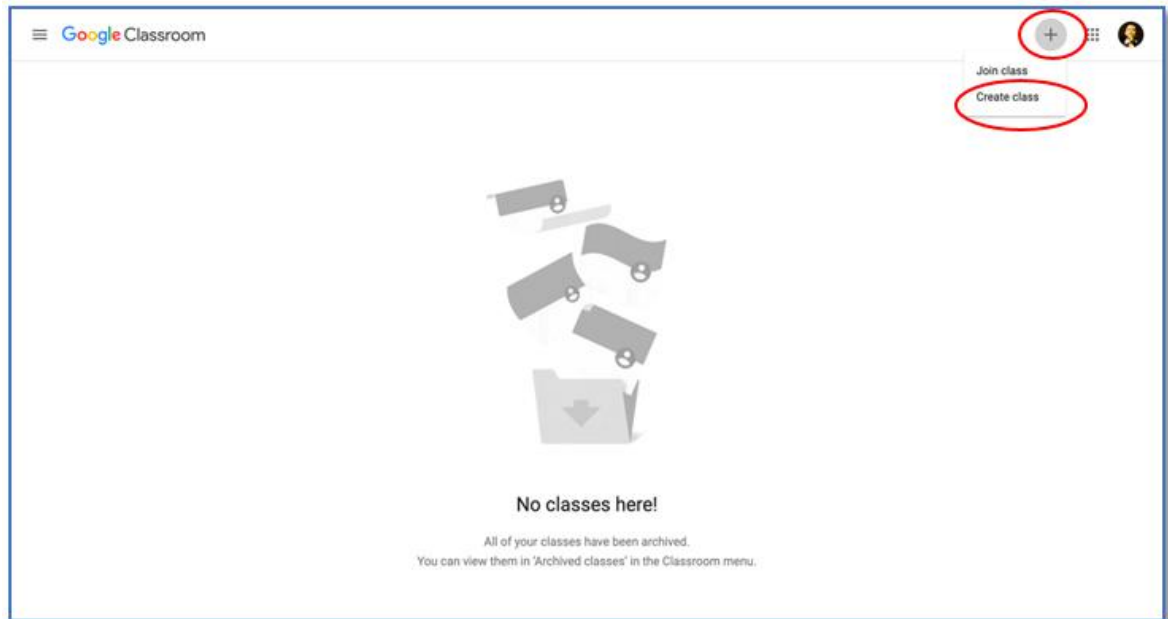 Google Classroom
Join class
Create class
No classes here!
All of your classes have been archived.
You can view them in 'Archived classes' in the Classroom menu.